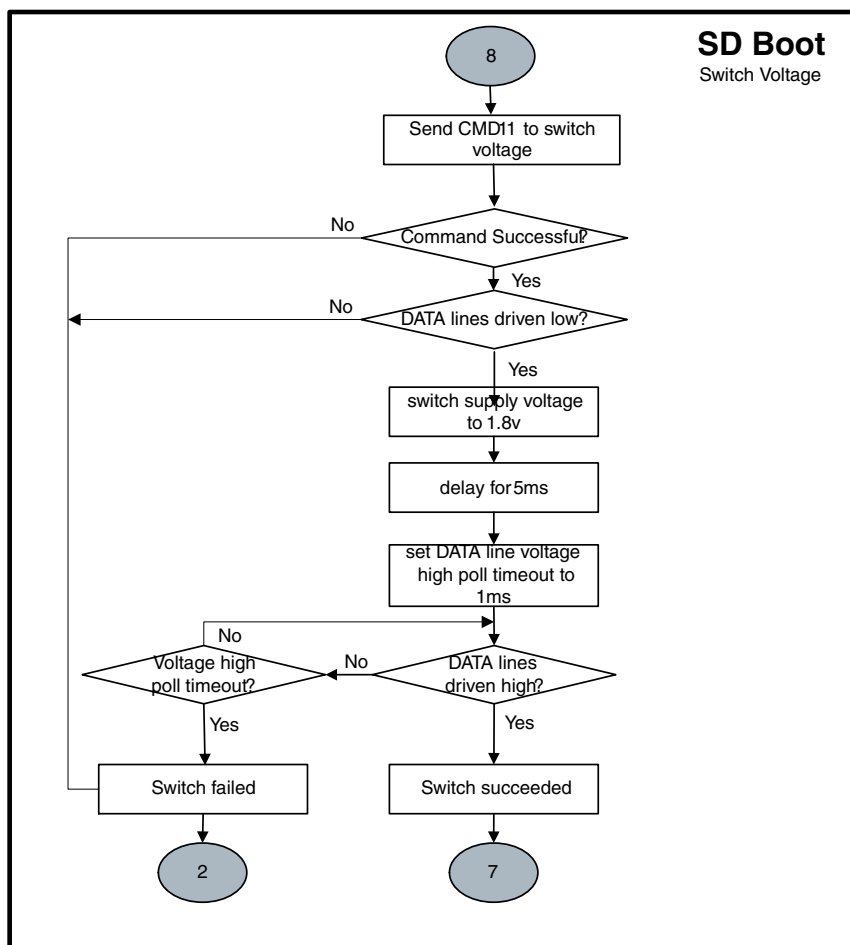 SD Boot
Switch Voltage
8
Send CMD11 to switch
voltage
Command Successful?
No
Yes
DATA lines driven low?
No
Yes
switch supply voltage
to 1.8v
delay for 5ms
set DATA line voltage
high poll timeout to
1ms
No
Voltage high
poll timeout?
No
DATA lines
driven high?
Yes
Yes
Switch failed
Switch succeeded
2
7